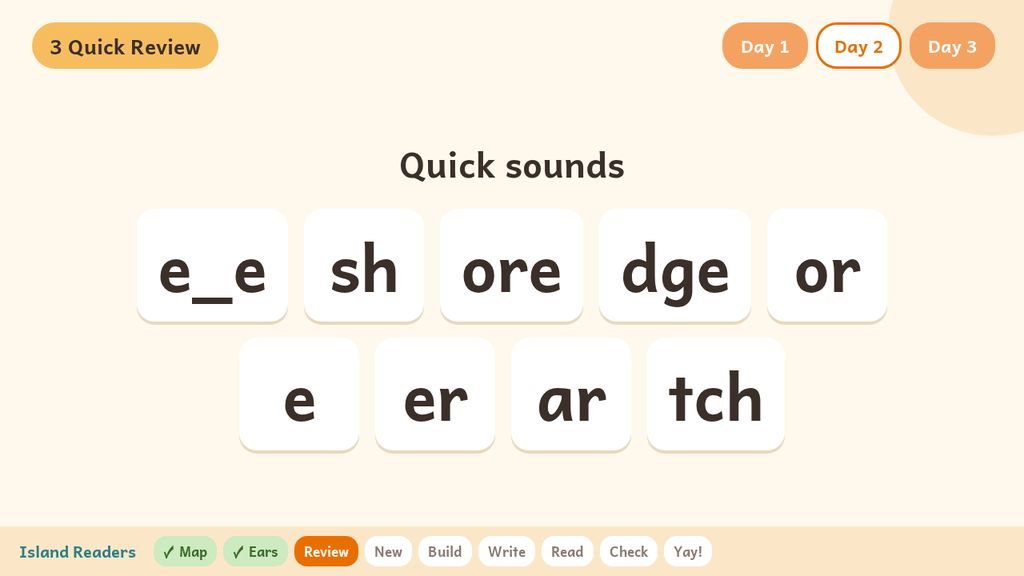 3 Quick Review
Day 1 Day 2 Day 3
Quick sounds
e_e sh ore dge or
e er ar tch
Island Readers ✓ Map ✓ Ears Review New Build Write Read Check Yay!